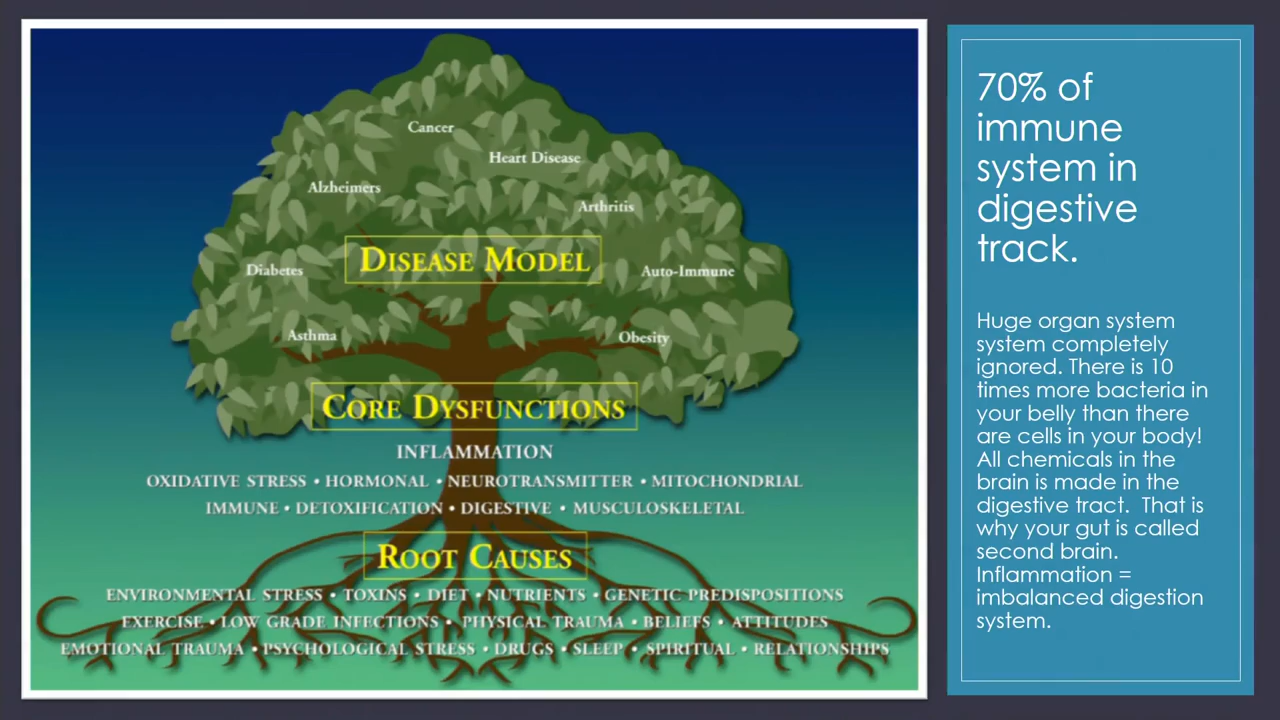 Cancer
Heart Disease
Alzheimers
Arthritis
DISEASE MODEL
Diabetes
Auto-Immune
Asthma
Obesity
CORE DYSFUNCTIONS
INFLAMMATION
OXIDATIVE STRESS • HORMONAL • NEUROTRANSMITTER • MITOCHONDRIAL
IMMUNE • DETOXIFICATION • DIGESTIVE • MUSCULOSKELETAL
ROOT CAUSES
ENVIRONMENTAL STRESS • TOXINS • DIET • NUTRIENTS • GENETIC PREDISPOSITIONS
EXERCISE • LOW GRADE INFECTIONS • PHYSICAL TRAUMA • BELIEFS • ATTITUDES
EMOTIONAL TRAUMA • PSYCHOLOGICAL STRESS • DRUGS • SLEEP • SPIRITUAL • RELATIONSHIPS
70% of
immune
system in
digestive
track.
Huge organ system
system completely
ignored. There is 10
times more bacteria in
your belly than there
are cells in your body!
All chemicals in the
brain is made in the
digestive tract. That is
why your gut is called
second brain.
Inflammation =
imbalanced digestion
system.